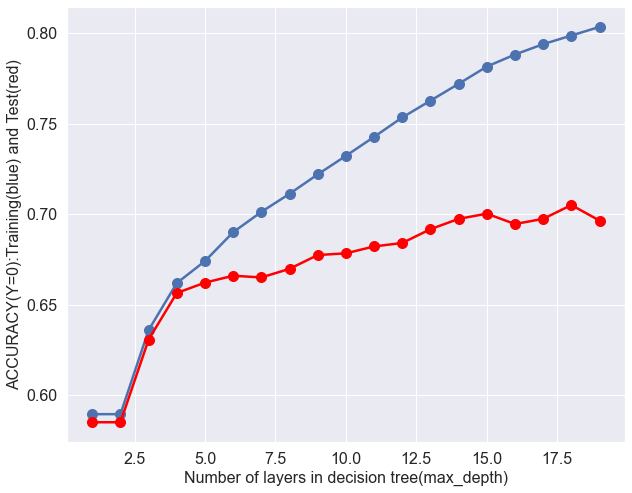 ACCURACY(Y=0):Training(blue) and Test(red)
0.80
0.75
0.70
0.65
0.60
2.5 5.0 7.5 10.0 12.5 15.0 17.5
Number of layers in decision tree(max_depth)